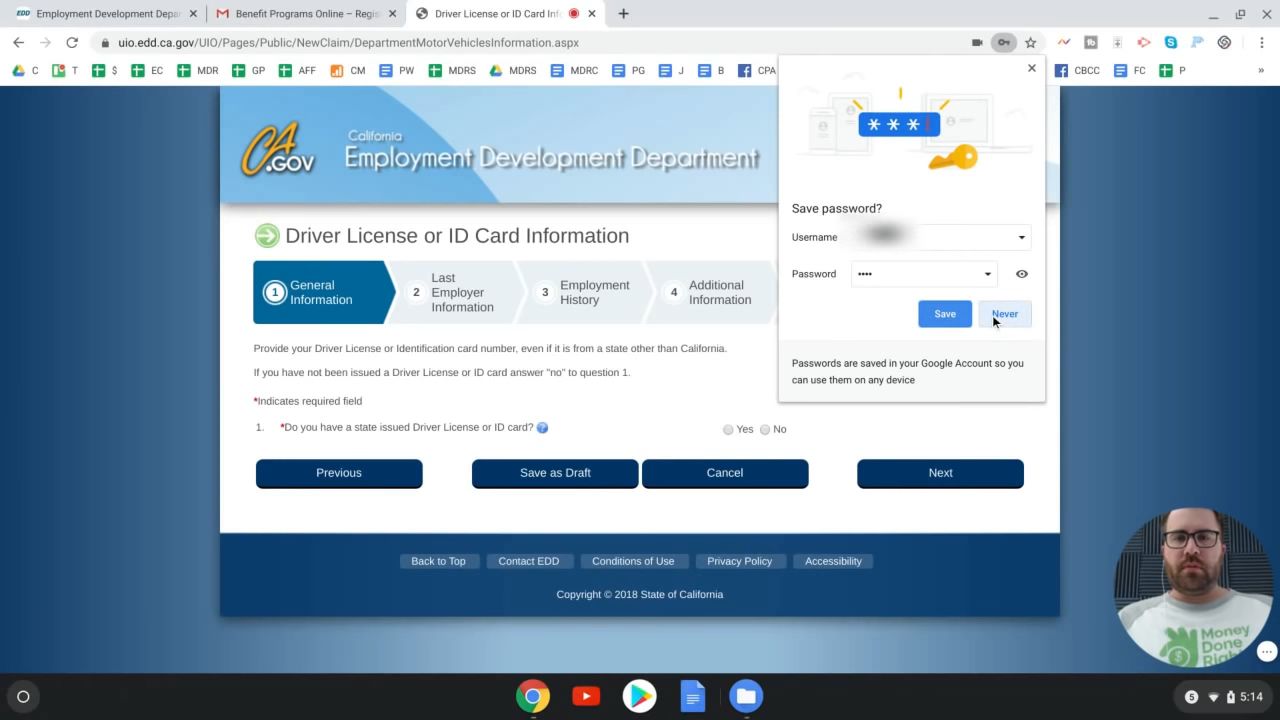 EDD Employment Development Depar
Benefit Programs Online – Regis
Driver License or ID Card Inf
uio.edd.ca.gov/UIO/Pages/Public/NewClaim/DepartmentMotorVehiclesInformation.aspx
C T $ EC MDR GP AFF CM PW MDRS MDRS MDRC PG J B CPA CBCC FC P »
CA.GOV
California
Employment Development Department
Driver License or ID Card Information
1 General Information
2 Last Employer Information
3 Employment History
4 Additional Information
Provide your Driver License or Identification card number, even if it is from a state other than California.
If you have not been issued a Driver License or ID card answer "no" to question 1.
*Indicates required field
1. *Do you have a state issued Driver License or ID card? ? Yes No
Previous Save as Draft Cancel Next
Back to Top Contact EDD Conditions of Use Privacy Policy Accessibility
Copyright © 2018 State of California
***
Save password?
Username
Password ••••
Save Never
Passwords are saved in your Google Account so you
can use them on any device
Money
Done
Right
5 5:14